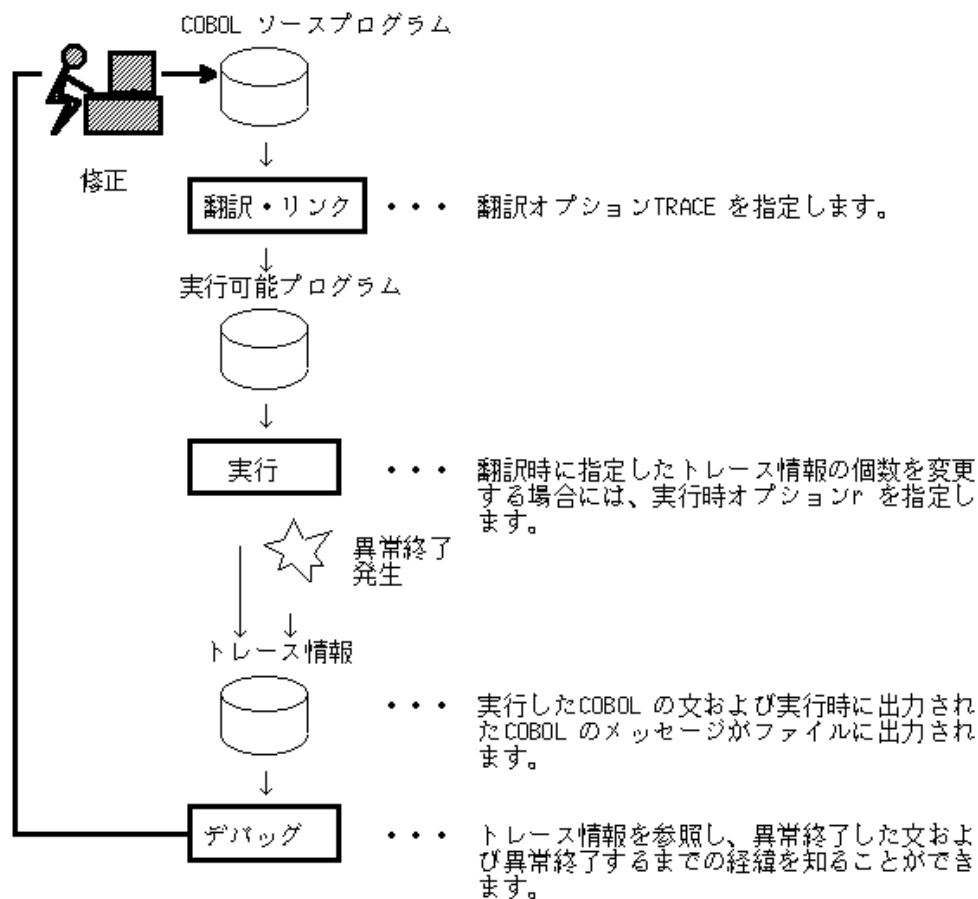 COBOL ソースプログラム
修正
翻訳・リンク ・・・ 翻訳オプションTRACE を指定します。
実行可能プログラム
実行 ・・・ 翻訳時に指定したトレース情報の個数を変更
する場合には、実行時オプションr を指定し
ます。
異常終了
発生
トレース情報
・・・ 実行したCOBOL の文および実行時に出力され
たCOBOL のメッセージがファイルに出力され
ます。
デバッグ ・・・ トレース情報を参照し、異常終了した文およ
び異常終了するまでの経緯を知ることができ
ます。